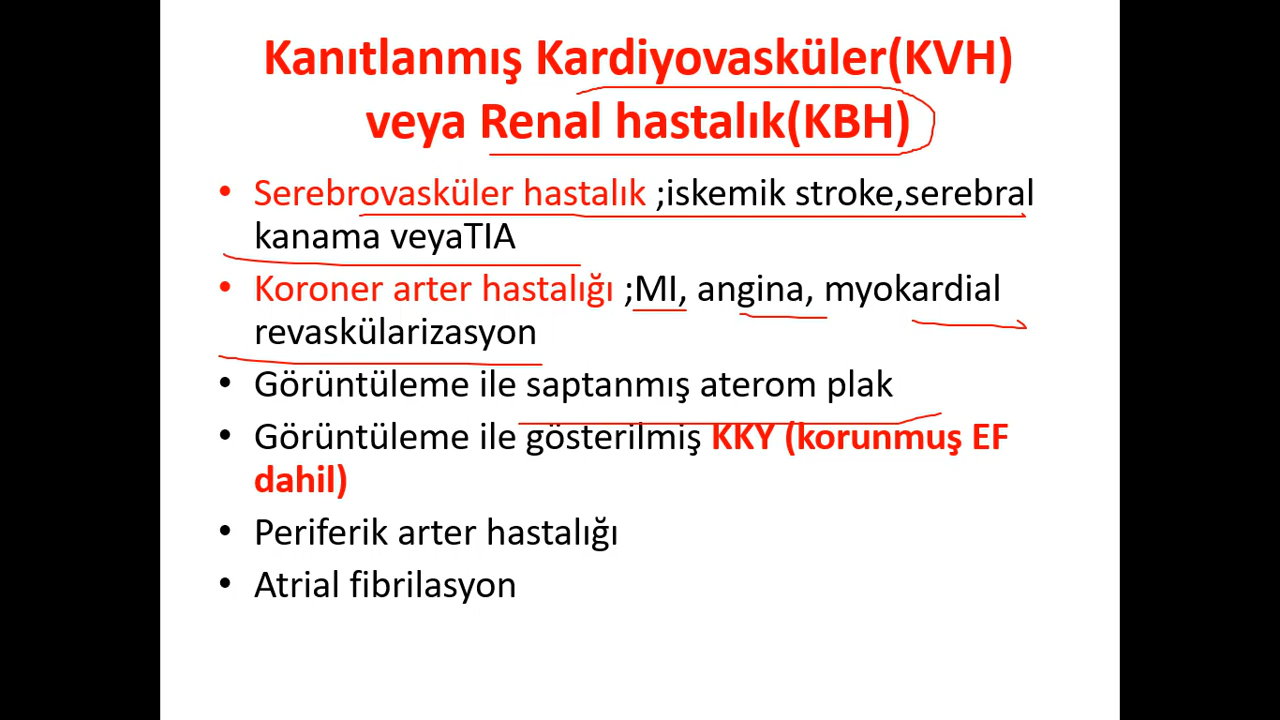 Kanıtlanmış Kardiyovasküler(KVH)
veya Renal hastalık(KBH)
• Serebrovasküler hastalık ;iskemik stroke,serebral
kanama veyaTIA
• Koroner arter hastalığı ;MI, angina, myokardial
revaskülarizasyon
• Görüntüleme ile saptanmış aterom plak
• Görüntüleme ile gösterilmiş KKY (korunmuş EF
dahil)
• Periferik arter hastalığı
• Atrial fibrilasyon